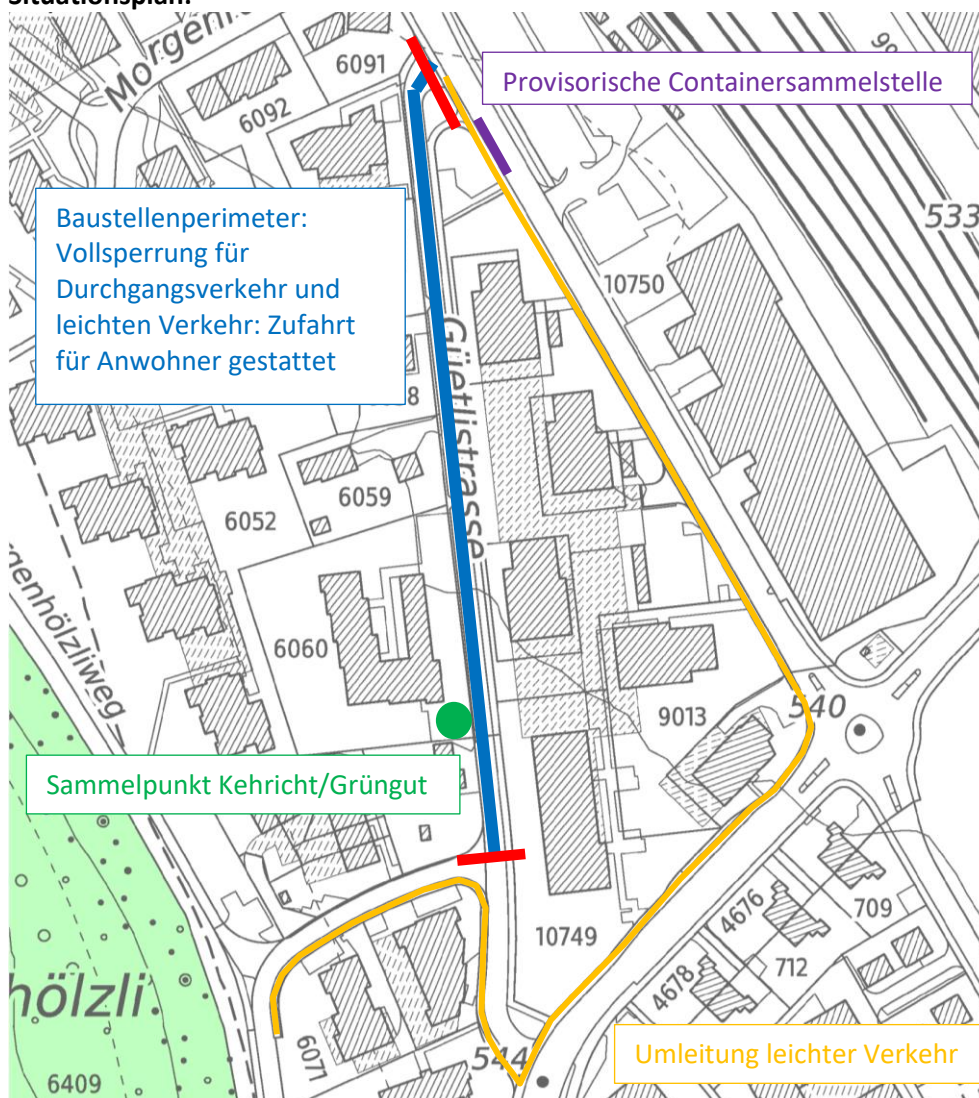 Situationsplan:
Morgenh
6091
6092
Provisorische Containersammelstelle
Baustellenperimeter:
Vollsperrung für
Durchgangsverkehr und
leichten Verkehr: Zufahrt
für Anwohner gestattet
533
10750
Güetlistrasse
6059
6052
6060
genhölzliweg
9013
540
Sammelpunkt Kehricht/Grüngut
4676
709
10749
712
4678
hölzli
6071
544
Umleitung leichter Verkehr
6409